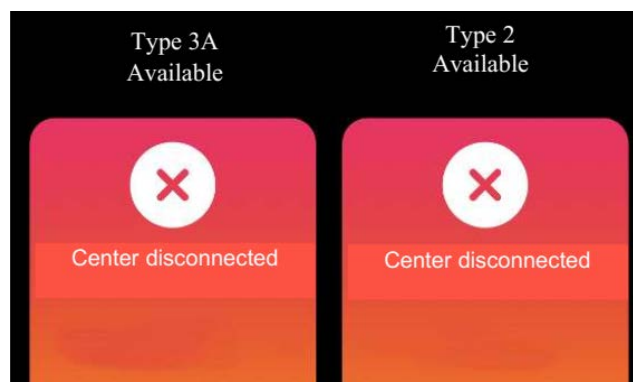 Type 3A
Available
Type 2
Available
Center disconnected
Center disconnected